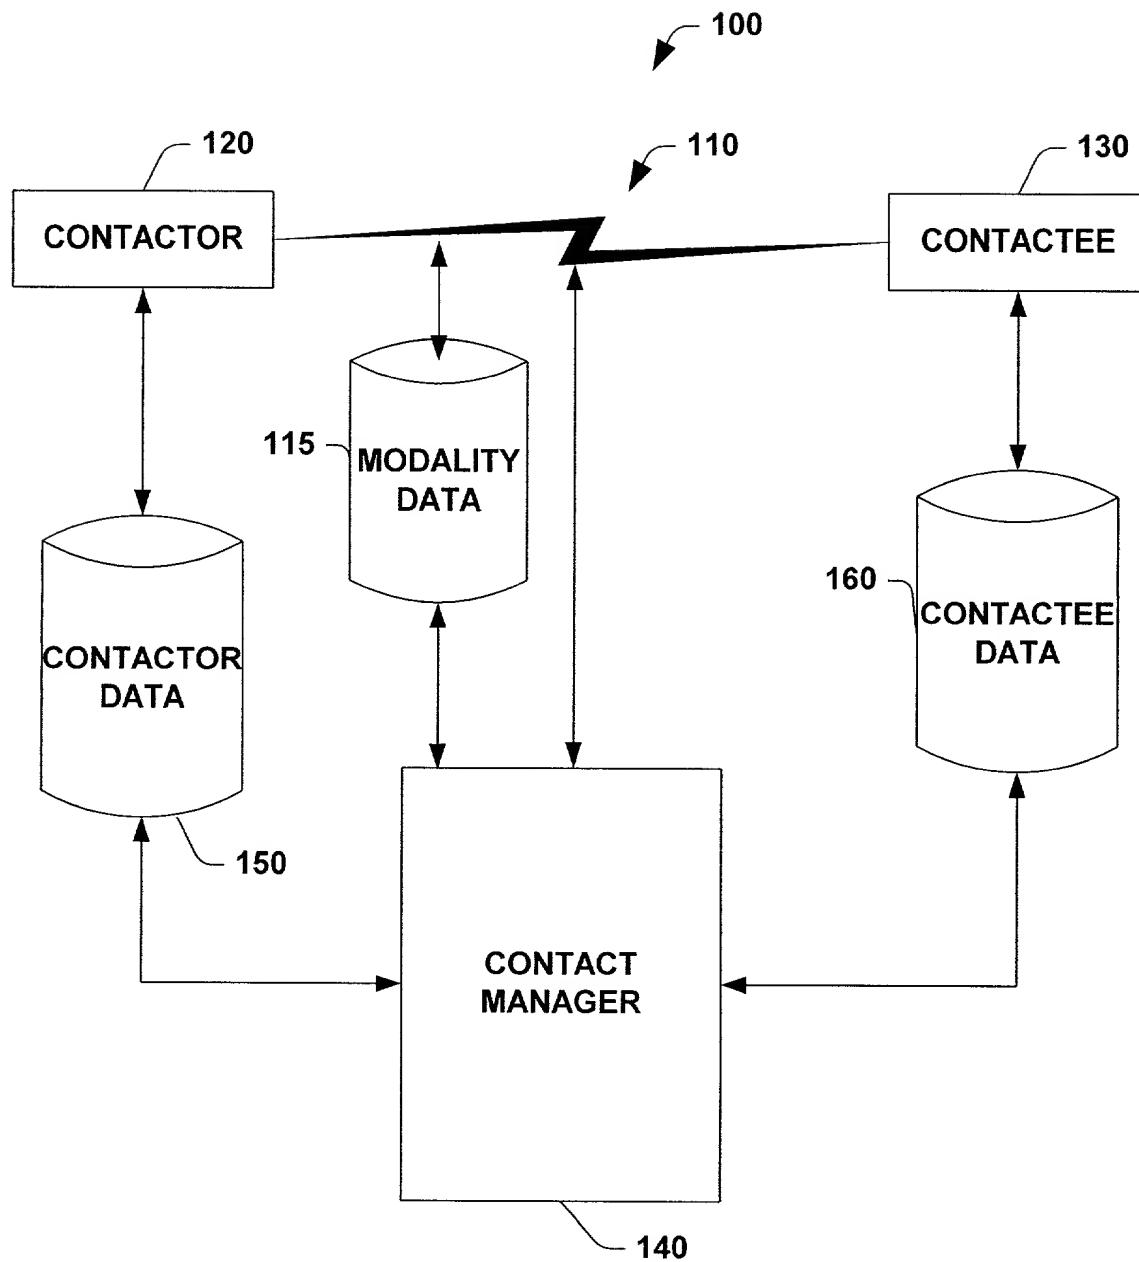 100
120
110
130
CONTACTOR
CONTACTEE
115
MODALITY
DATA
160
CONTACTEE
DATA
CONTACTOR
DATA
150
CONTACT
MANAGER
140